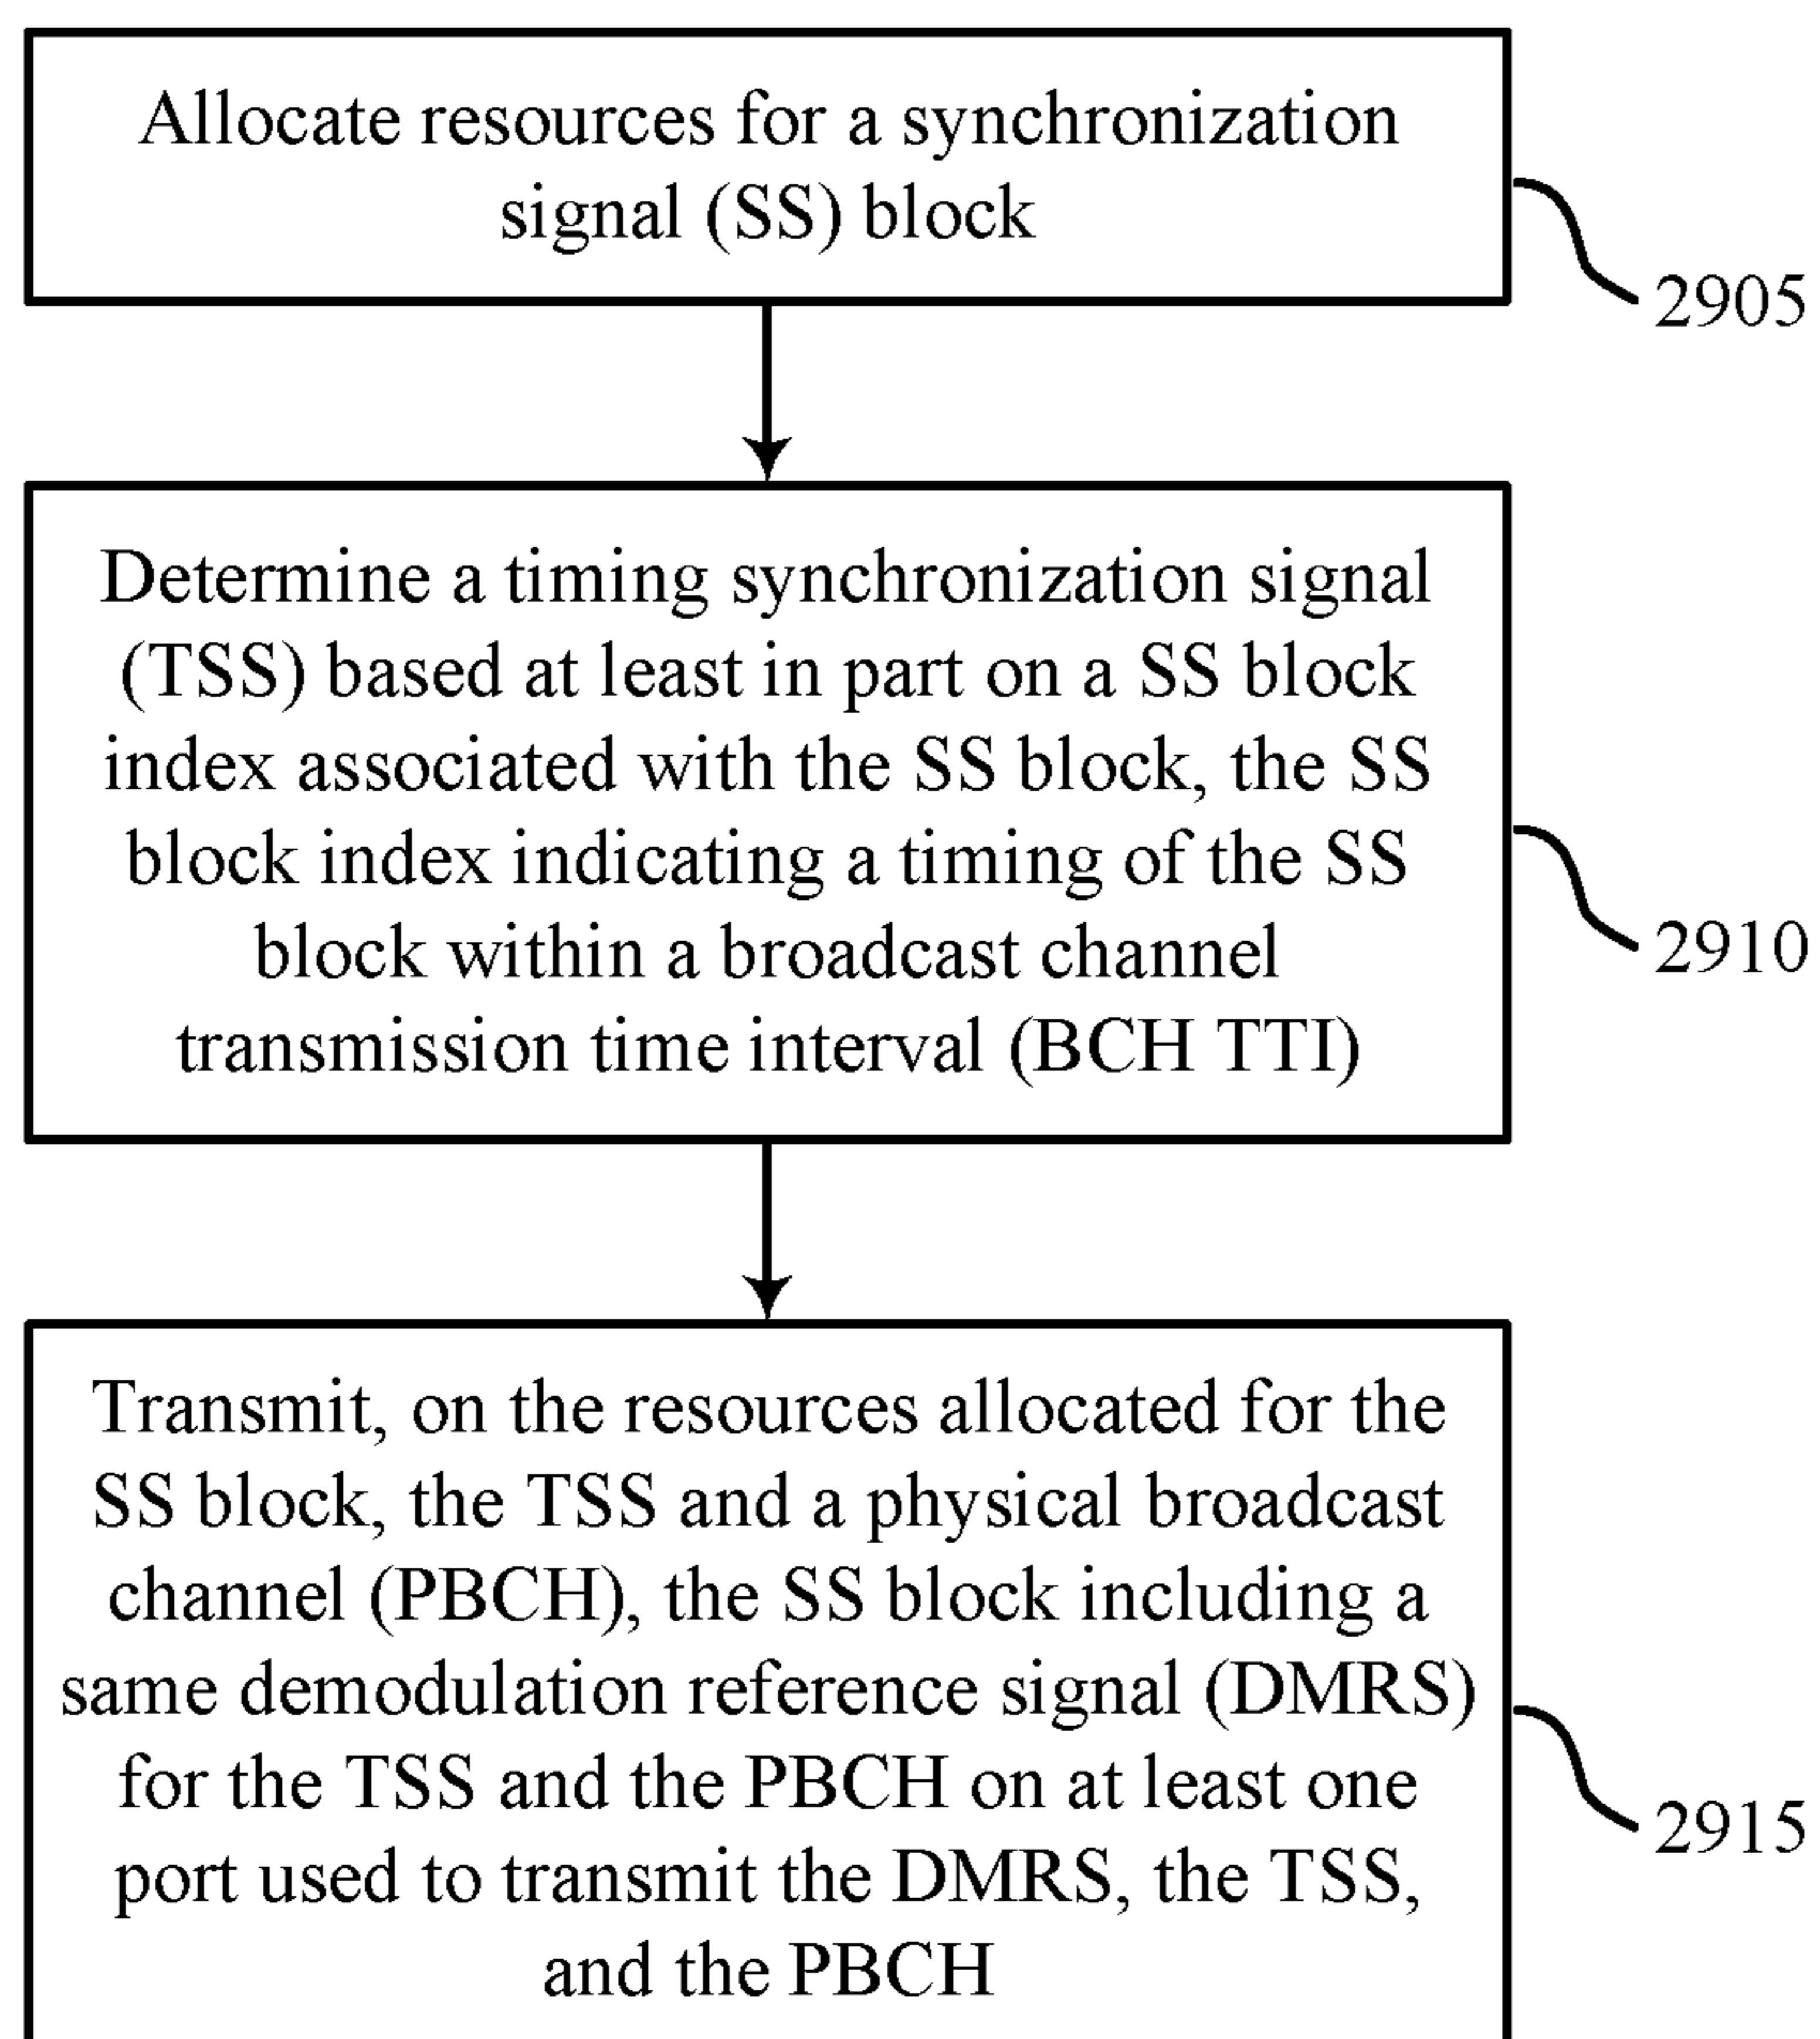 Allocate resources for a synchronization
signal (SS) block
2905
Determine a timing synchronization signal
(TSS) based at least in part on a SS block
index associated with the SS block, the SS
block index indicating a timing of the SS
block within a broadcast channel
transmission time interval (BCH TTI)
2910
Transmit, on the resources allocated for the
SS block, the TSS and a physical broadcast
channel (PBCH), the SS block including a
same demodulation reference signal (DMRS)
for the TSS and the PBCH on at least one
port used to transmit the DMRS, the TSS,
and the PBCH
2915